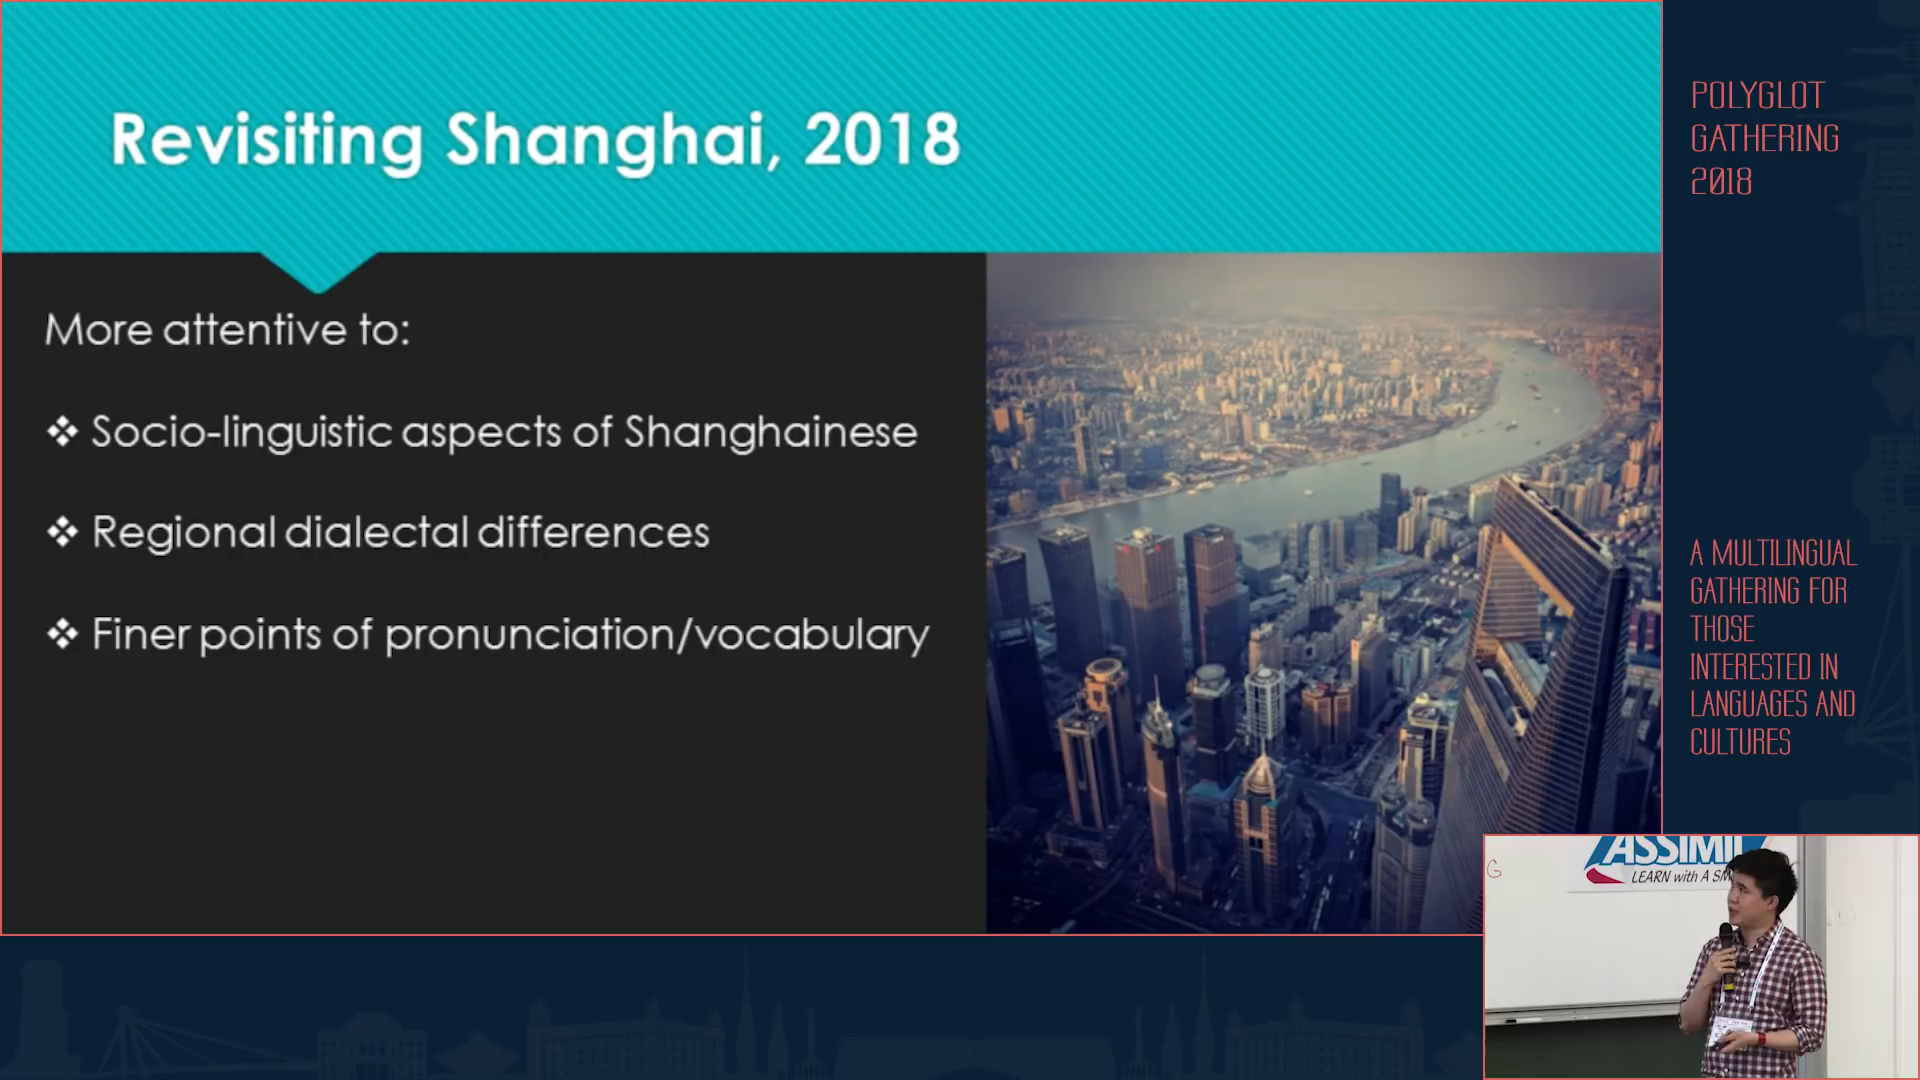 Revisiting Shanghai, 2018
More attentive to:
❖ Socio-linguistic aspects of Shanghainese
❖ Regional dialectal differences
❖ Finer points of pronunciation/vocabulary
POLYGLOT
GATHERING
2018
A MULTILINGUAL
GATHERING FOR
THOSE
INTERESTED IN
LANGUAGES AND
CULTURES
G
ASSIMIL
LEARN with A